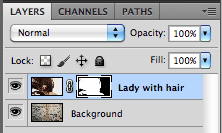 LAYERS CHANNELS PATHS
Normal Opacity: 100%
Lock: Fill: 100%
Lady with hair
Background